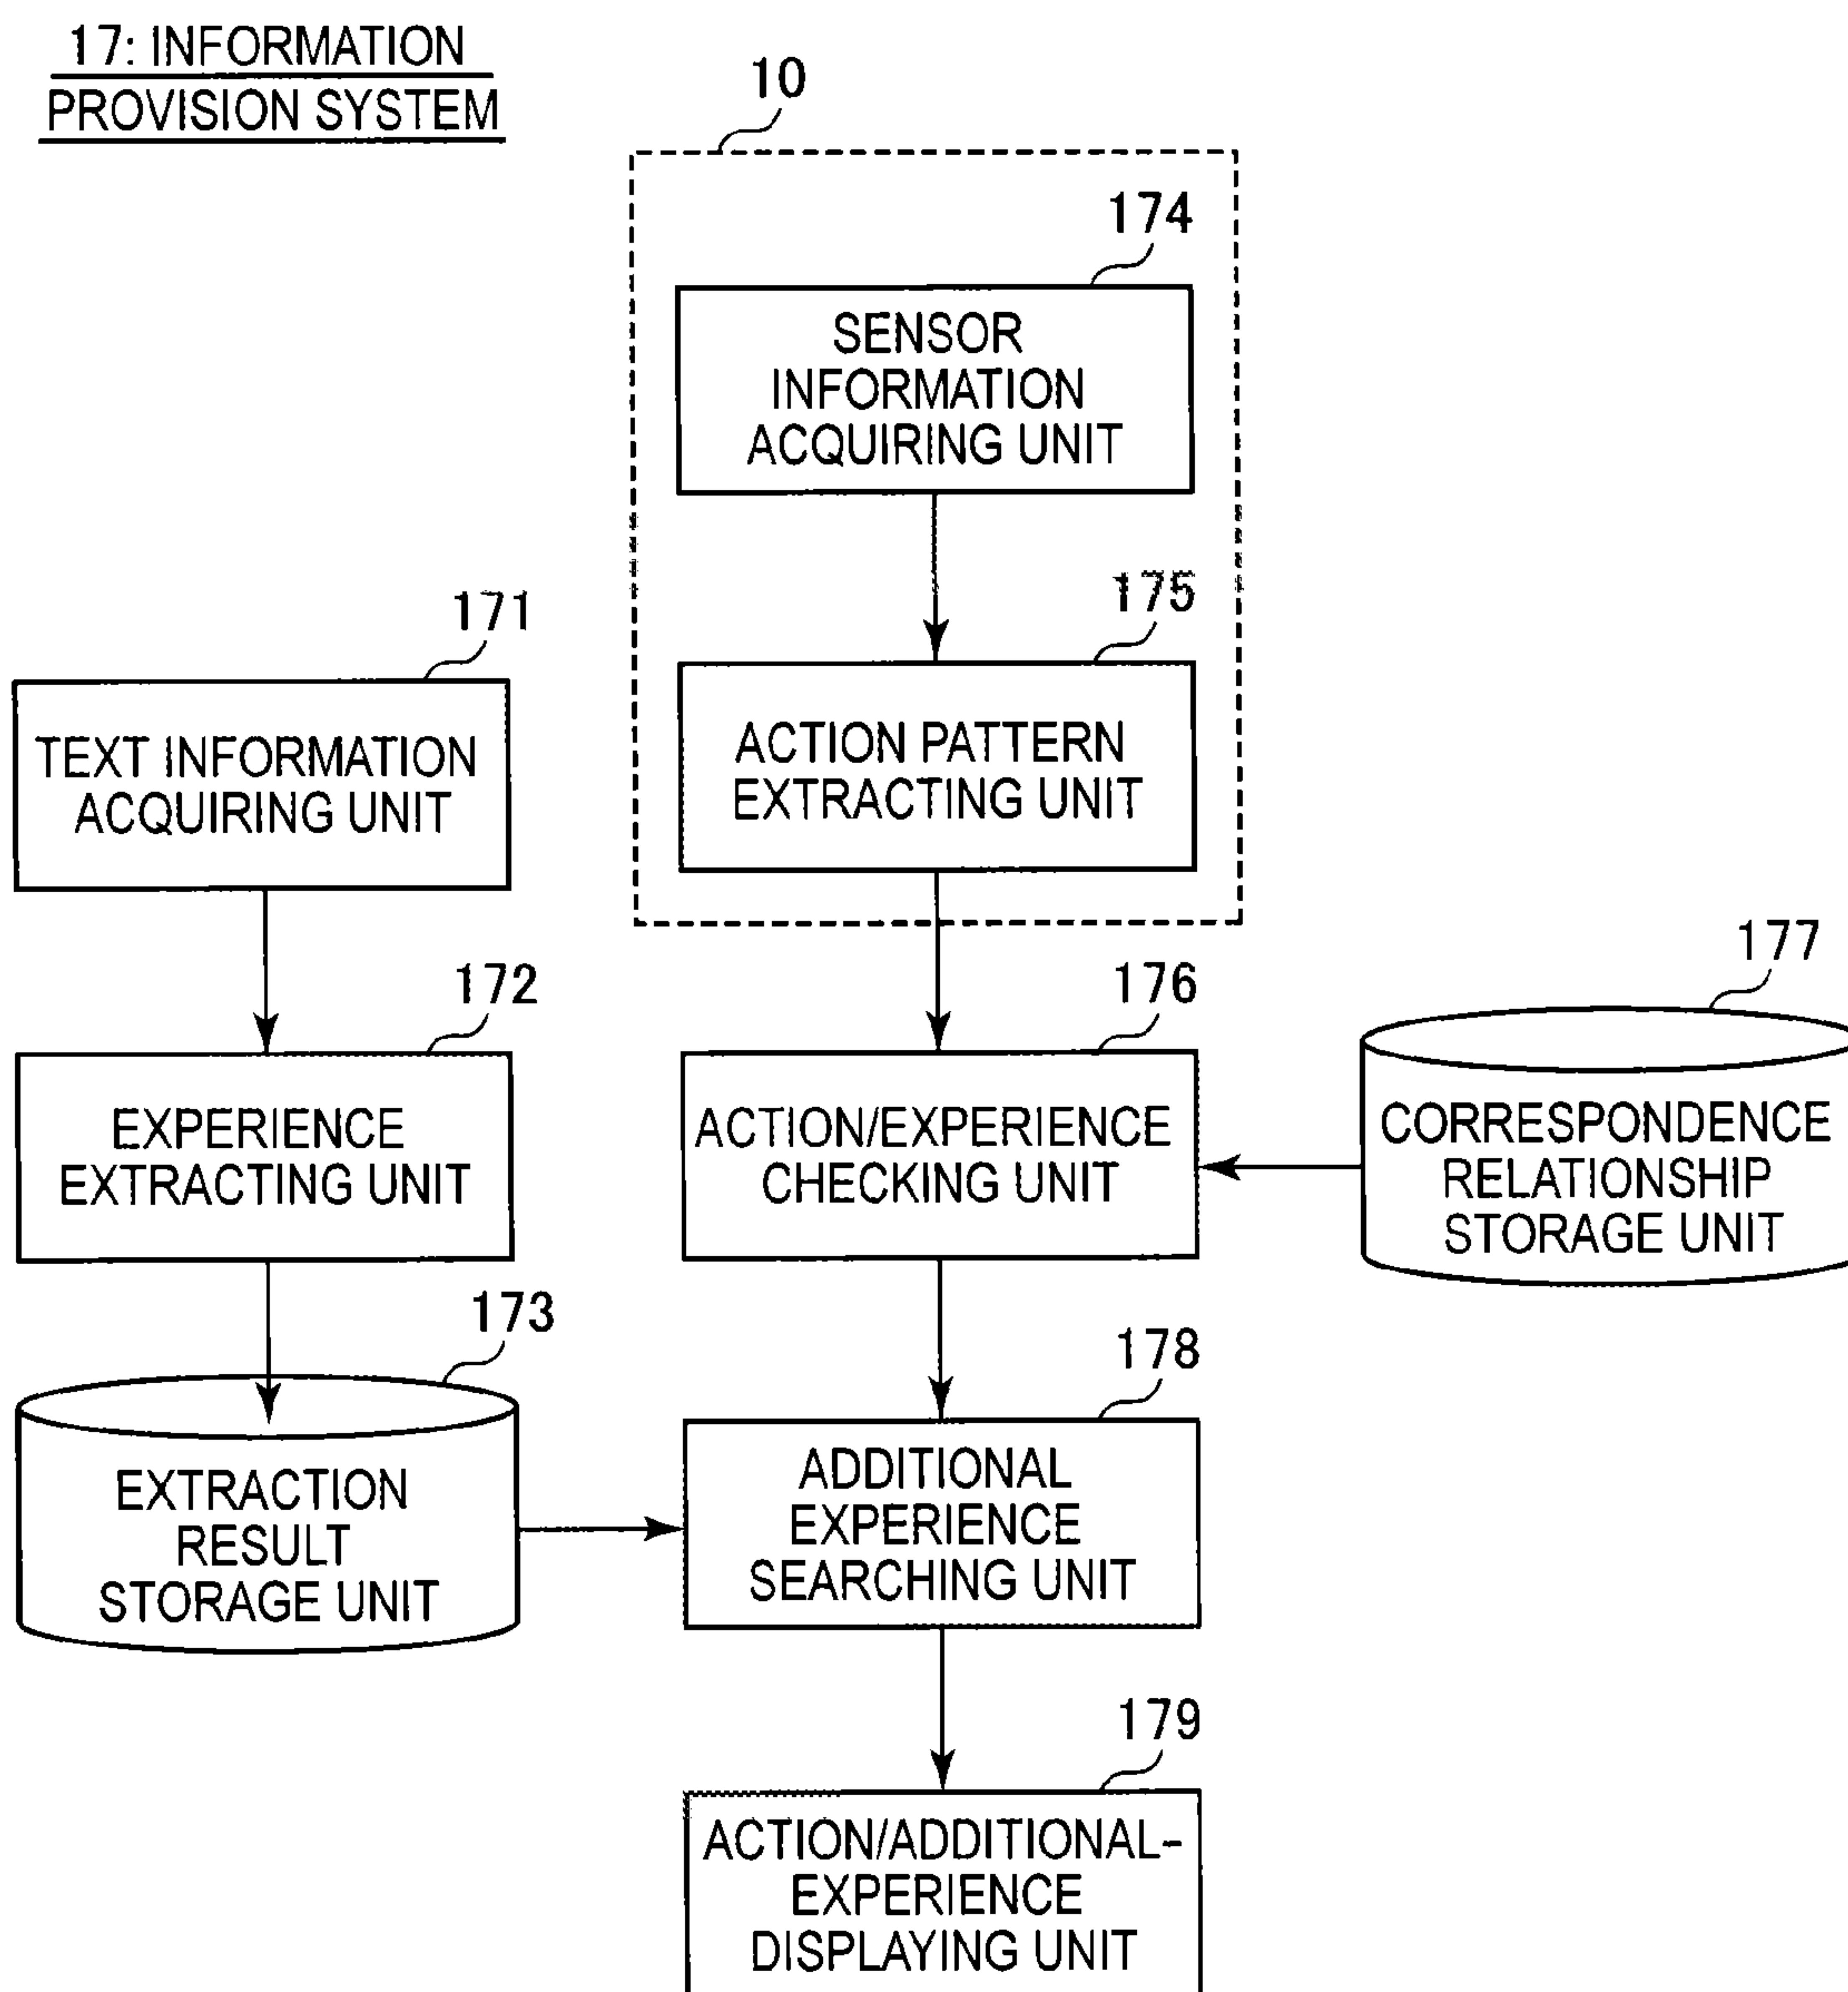 17: INFORMATION
PROVISION SYSTEM
10
174
SENSOR
INFORMATION
ACQUIRING UNIT
175
ACTION PATTERN
EXTRACTING UNIT
171
TEXT INFORMATION
ACQUIRING UNIT
172
EXPERIENCE
EXTRACTING UNIT
176
ACTION/EXPERIENCE
CHECKING UNIT
177
CORRESPONDENCE
RELATIONSHIP
STORAGE UNIT
173
EXTRACTION
RESULT
STORAGE UNIT
178
ADDITIONAL
EXPERIENCE
SEARCHING UNIT
179
ACTION/ADDITIONAL-
EXPERIENCE
DISPLAYING UNIT